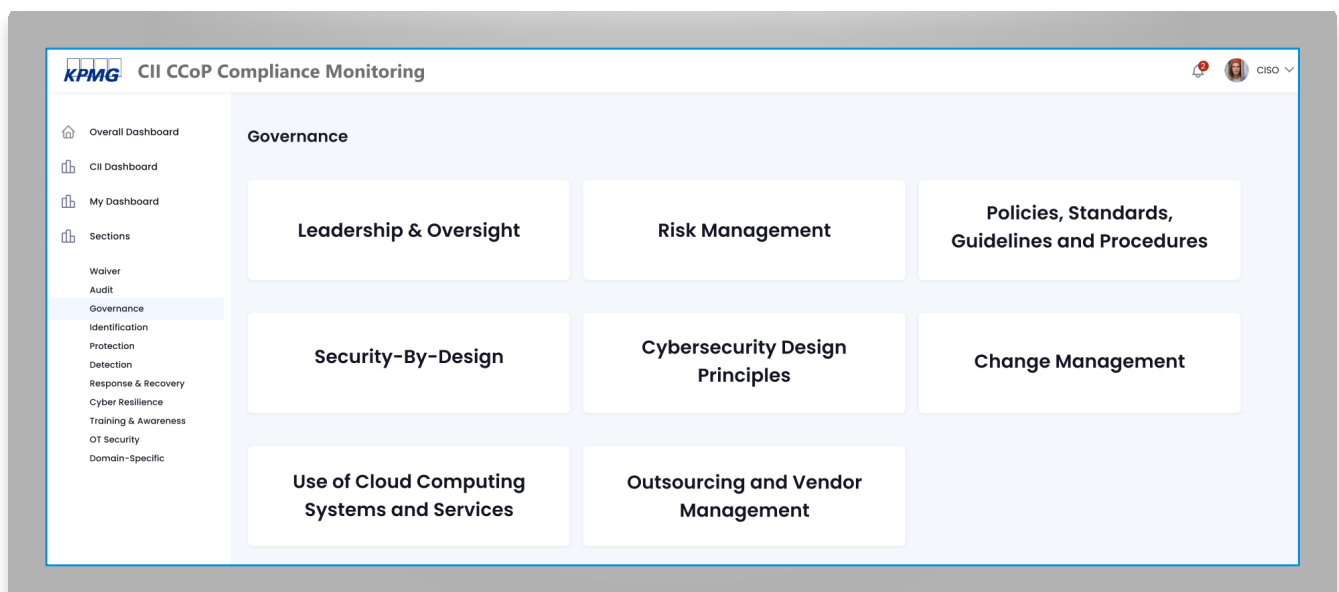 KPMG CII CCoP Compliance Monitoring
2
CISO
Overall Dashboard
CII Dashboard
My Dashboard
Sections
Waiver
Audit
Governance
Identification
Protection
Detection
Response & Recovery
Cyber Resilience
Training & Awareness
OT Security
Domain-Specific
Governance
Leadership & Oversight
Risk Management
Policies, Standards,
Guidelines and Procedures
Security-By-Design
Cybersecurity Design
Principles
Change Management
Use of Cloud Computing
Systems and Services
Outsourcing and Vendor
Management